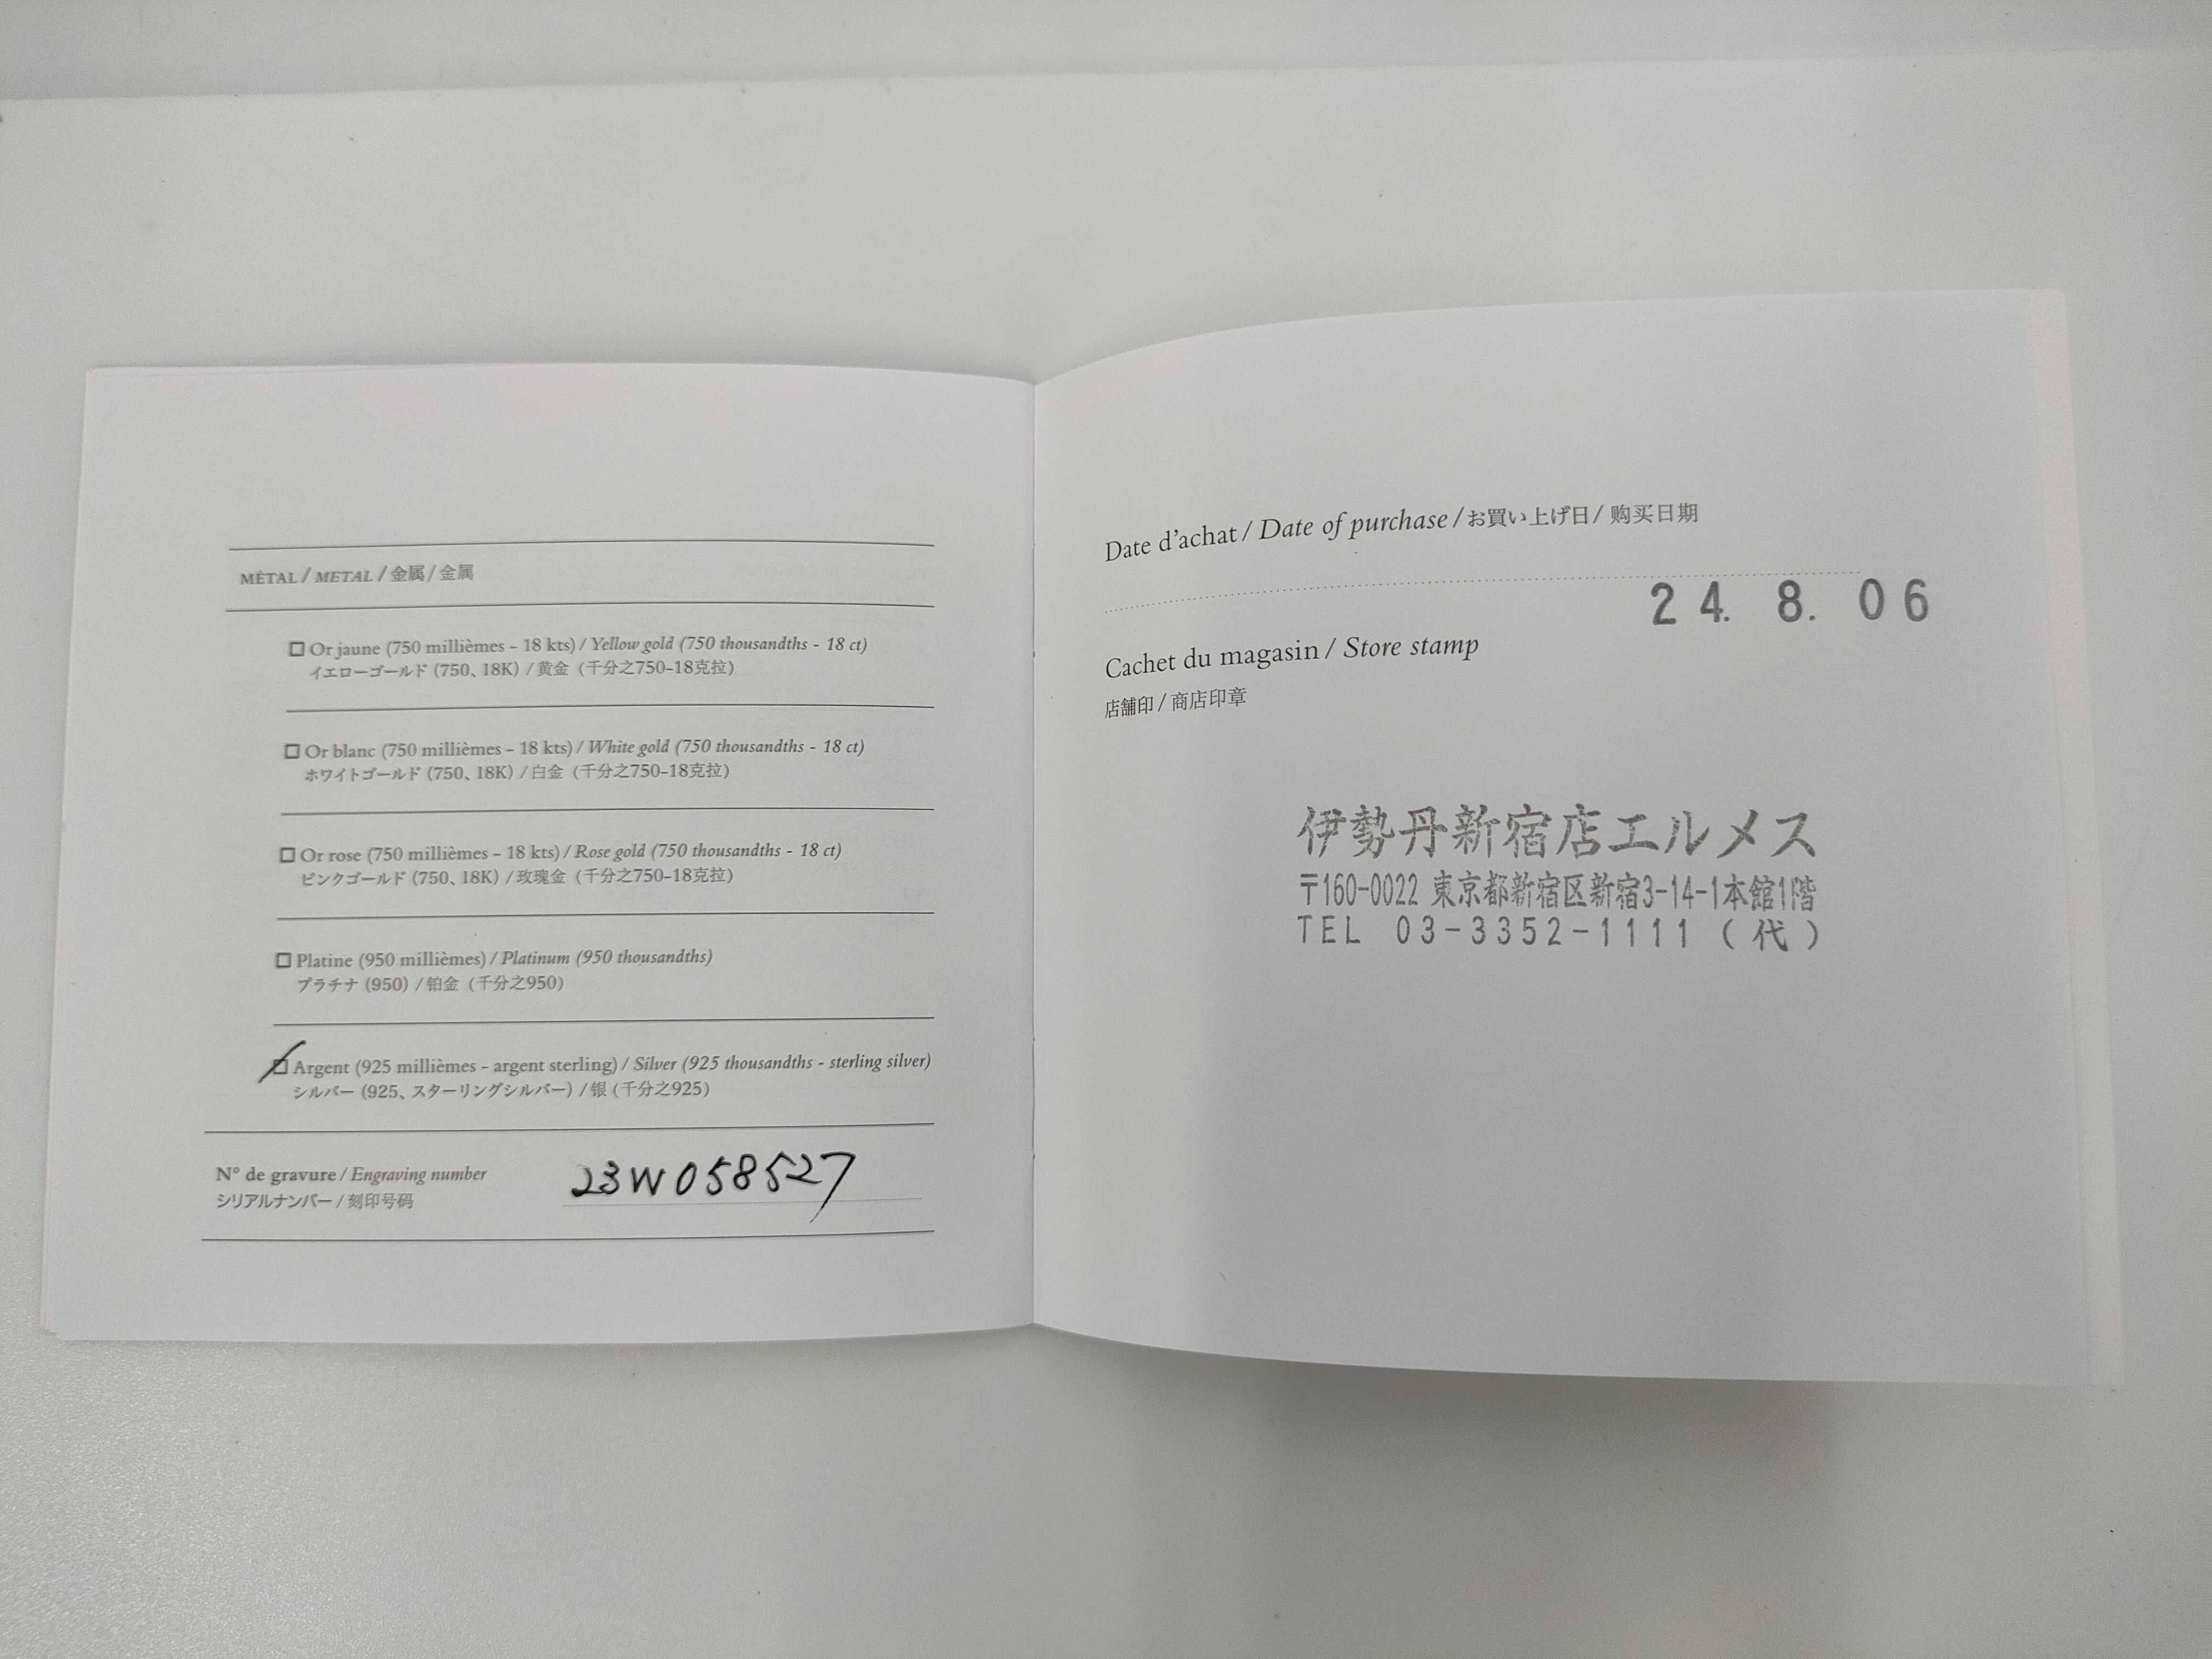 MÉTAL / METAL / 金属 / 金属
Or jaune (750 millièmes – 18 kts) / Yellow gold (750 thousandths - 18 ct)
イエローゴールド (750、18K) / 黄金 (千分之750-18克拉)
Or blanc (750 millièmes – 18 kts) / White gold (750 thousandths - 18 ct)
ホワイトゴールド (750、18K) / 白金 (千分之750-18克拉)
Or rose (750 millièmes – 18 kts) / Rose gold (750 thousandths - 18 ct)
ピンクゴールド (750、18K) / 玫瑰金 (千分之750-18克拉)
Platine (950 millièmes) / Platinum (950 thousandths)
プラチナ (950) / 铂金 (千分之950)
Argent (925 millièmes – argent sterling) / Silver (925 thousandths - sterling silver)
シルバー (925、スターリングシルバー) / 银 (千分之925)
N° de gravure / Engraving number
シリアルナンバー / 刻印号码
23W058527
Date d'achat / Date of purchase / お買い上げ日 / 购买日期
24. 8. 06
Cachet du magasin / Store stamp
店舗印 / 商店印章
伊勢丹新宿店エルメス
〒160-0022 東京都新宿区新宿3-14-1本館1階
TEL 03-3352-1111 (代)